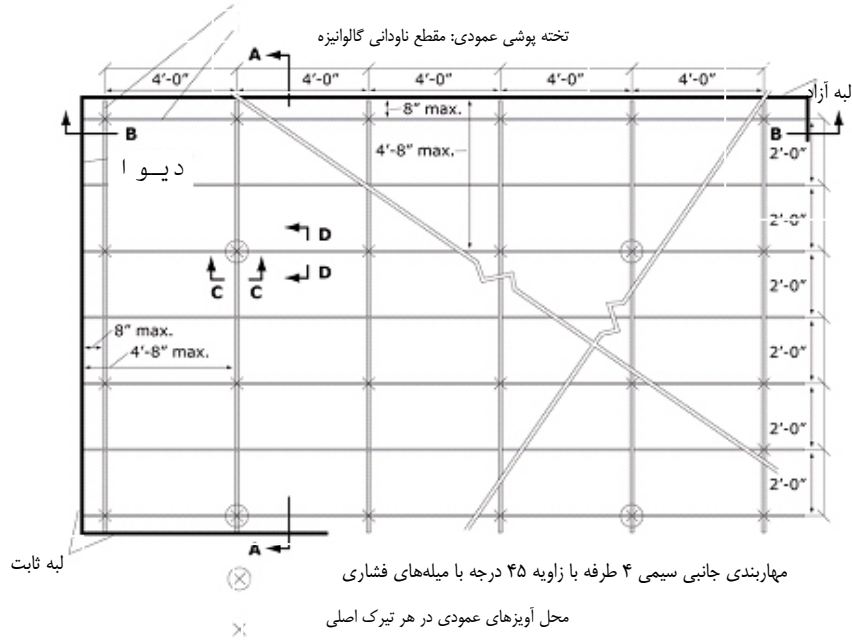 تخته پوشی عمودی: مقطع ناودانی گالوانیزه
A
4’-0” 4’-0” 4’-0” 4’-0” 4’-0”
لبه آزاد
8” max.
B B
4’-8” max.
2’-0”
دیوا
2’-0”
D
D
C C
2’-0”
8” max.
4’-8” max.
2’-0”
2’-0”
2’-0”
A
لبه ثابت
مهاربندی جانبی سیمی ۴ طرفه با زاویه ۴۵ درجه با میله‌های فشاری
محل آویزهای عمودی در هر تیرک اصلی